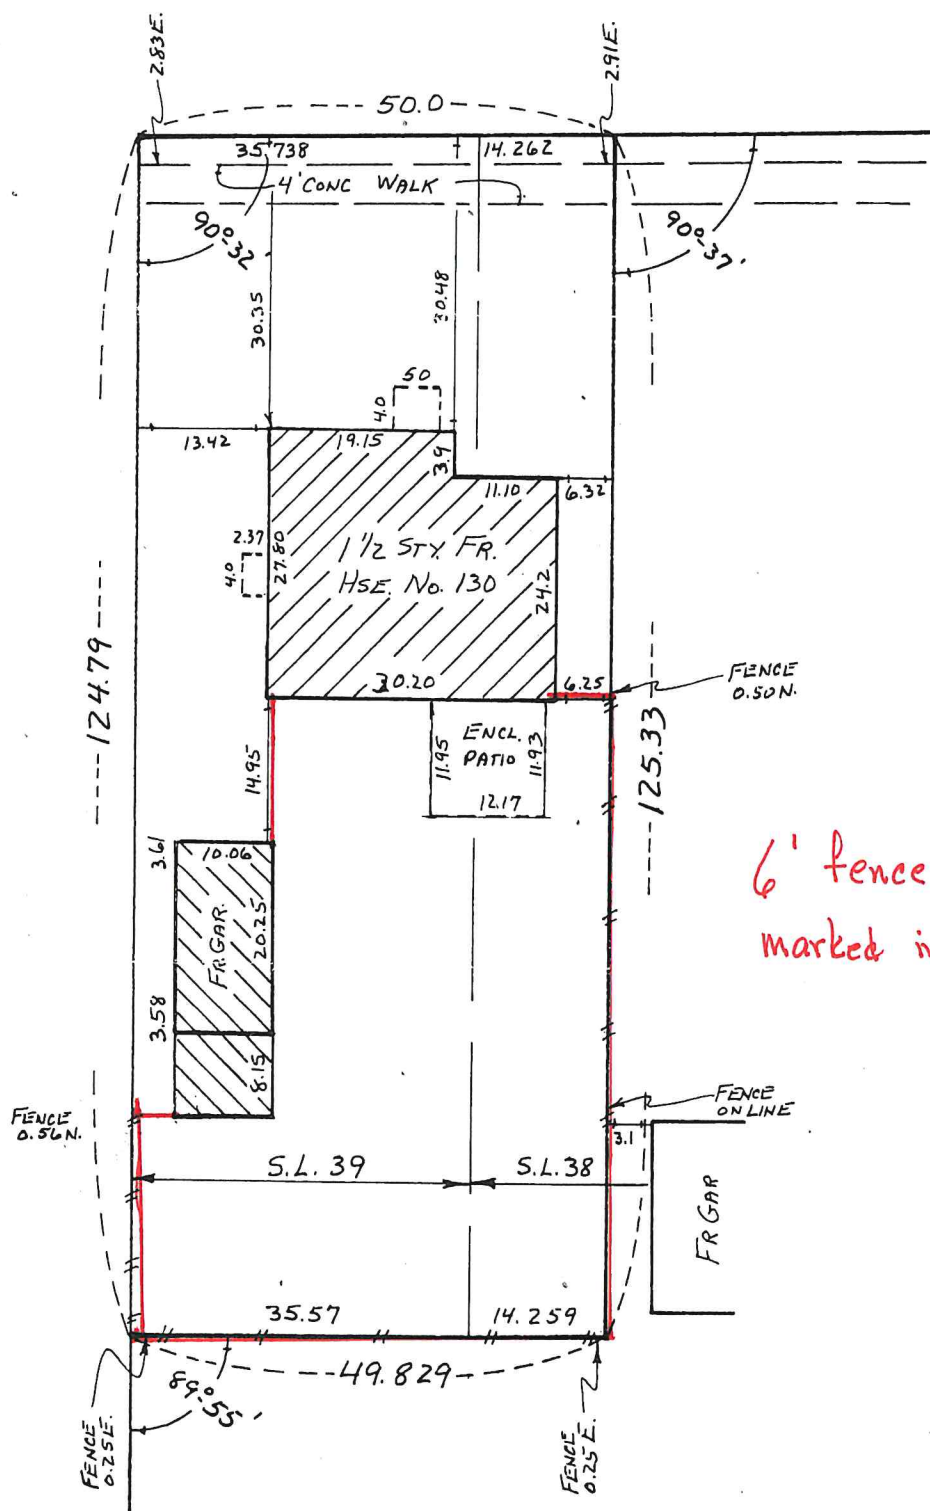 2.83E.
2.91E.
50.0
35.738
14.262
4' CONC WALK
90°-32'
90°-37'
30.35
30.48
50
4.0
13.42
19.15
3.9
11.10
6.32
2.37
4.0
27.80
1 1/2 STY. FR.
HSE. No. 130
24.2
30.20
6.25
FENCE
0.50N.
124.79
125.33
14.95
11.95
ENCL.
PATIO
11.93
12.17
3.61
10.06
6' fence
marked
FR.GAR.
20.25
3.58
8.15
FENCE
0.56N.
FENCE
ON LINE
3.1
S.L. 39
S.L. 38
FR GAR
35.57
14.259
49.829
89°-55'
FENCE
0.25E.
FENCE
0.25E.